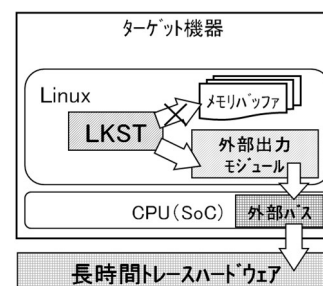 ターゲット機器
Linux
メモリバッファ
LKST
外部出力
モジュール
CPU(SoC)
外部バス
長時間トレースハードウェア